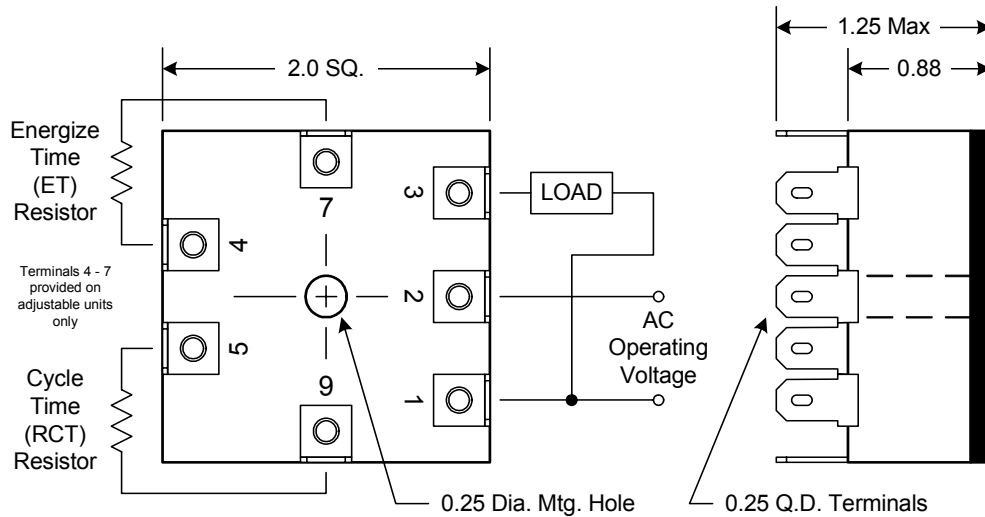 1.25 Max
2.0 SQ.
0.88
Energize
Time
(ET)
Resistor
7
3
LOAD
4
Terminals 4 - 7
provided on
adjustable units
only
2
AC
Operating
Voltage
5
6
1
Cycle
Time
(RCT)
Resistor
0.25 Dia. Mtg. Hole
0.25 Q.D. Terminals